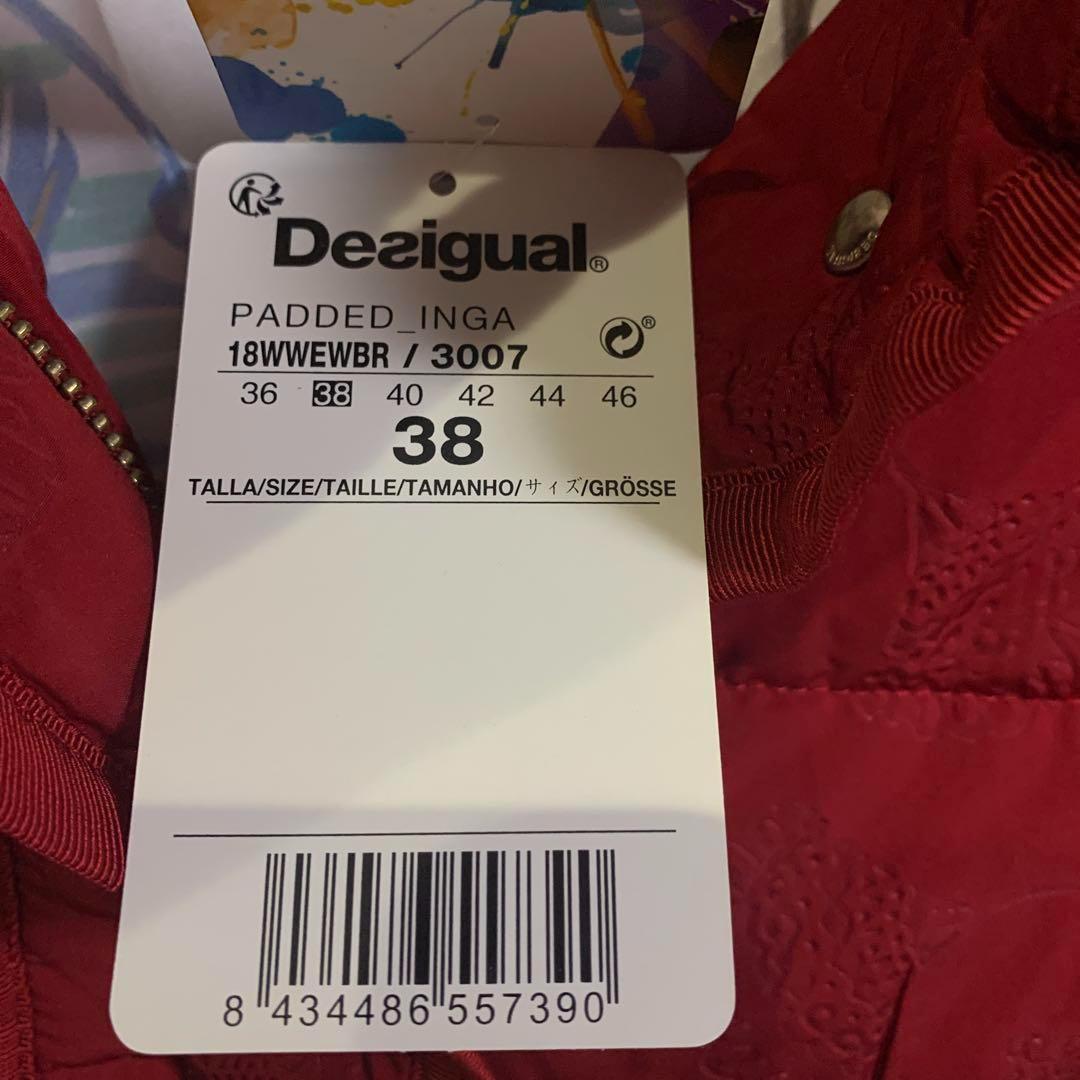 Desigual®
PADDED_INGA
18WWEWBR / 3007
®
36 38 40 42 44 46
38
TALLA/SIZE/TAILLE/TAMANHO/サイズ/GRÖSSE
8 434486 557390